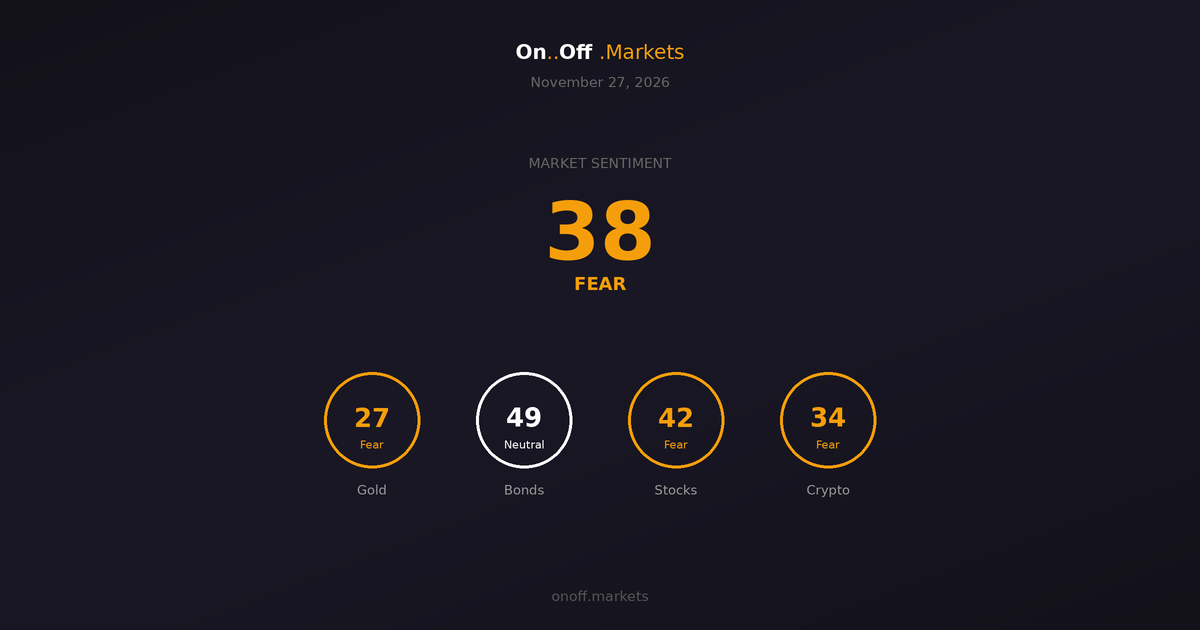 On..Off .Markets
November 27, 2026
MARKET SENTIMENT
38
FEAR
27
Fear
Gold
49
Neutral
Bonds
42
Fear
Stocks
34
Fear
Crypto
onoff.markets